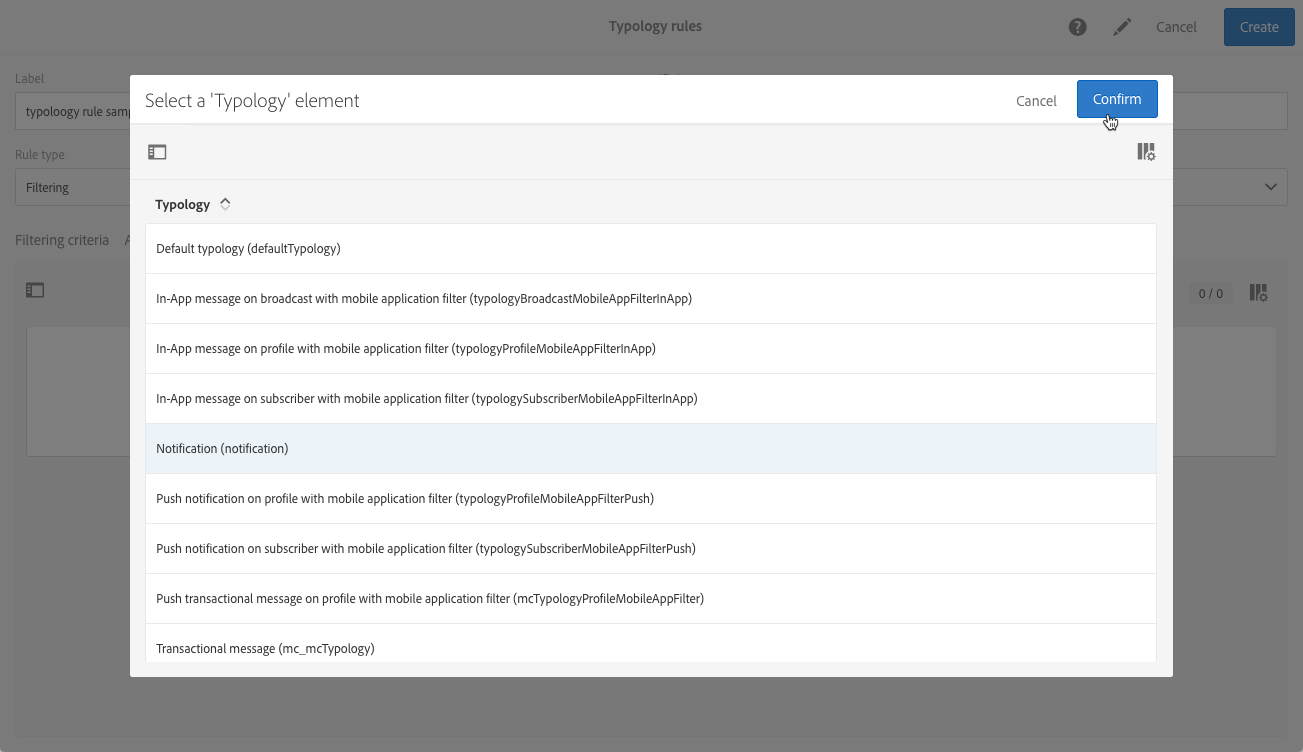 Typology rules
Cancel
Create
Label
typoloogy rule samp
Rule type
Filtering
Filtering criteria
0 / 0
Select a 'Typology' element
Cancel
Confirm
Typology
Default typology (defaultTypology)
In-App message on broadcast with mobile application filter (typologyBroadcastMobileAppFilterInApp)
In-App message on profile with mobile application filter (typologyProfileMobileAppFilterInApp)
In-App message on subscriber with mobile application filter (typologySubscriberMobileAppFilterInApp)
Notification (notification)
Push notification on profile with mobile application filter (typologyProfileMobileAppFilterPush)
Push notification on subscriber with mobile application filter (typologySubscriberMobileAppFilterPush)
Push transactional message on profile with mobile application filter (mcTypologyProfileMobileAppFilter)
Transactional message (mc_mcTypology)